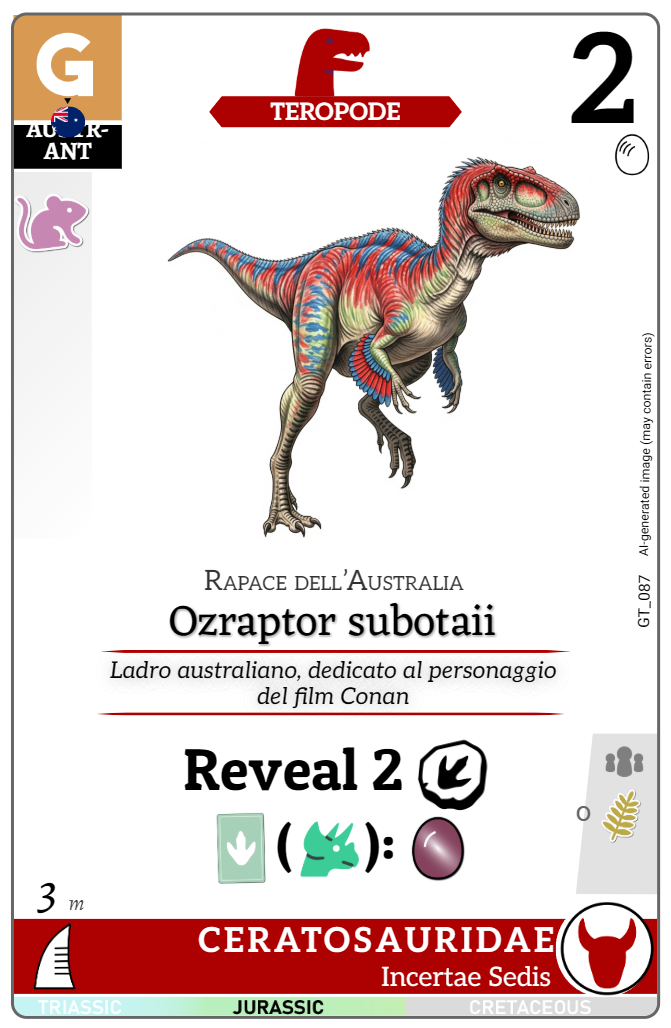 G
TEROPODE
2
AUSTR-
ANT
AI-generated image (may contain errors)
GT_087
Rapace dell'Australia
Ozraptor subotaii
Ladro australiano, dedicato al personaggio
del film Conan
Reveal 2
( ):
o
3 m
CERATOSAURIDAE
Incertae Sedis
TRIASSIC JURASSIC CRETACEOUS